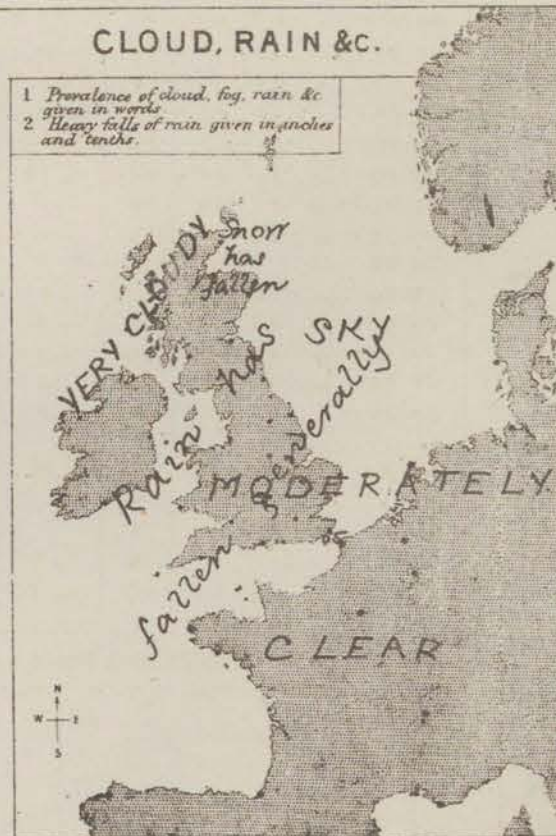 CLOUD, RAIN &c.
1 Prevalence of cloud, fog, rain &c
given in words
2 Heavy falls of rain given in inches
and tenths.
VERY CLOUDY
Snow
has
fallen
SKY
Rain has
fallen generally
MODERATELY
CLEAR
N
W E
S